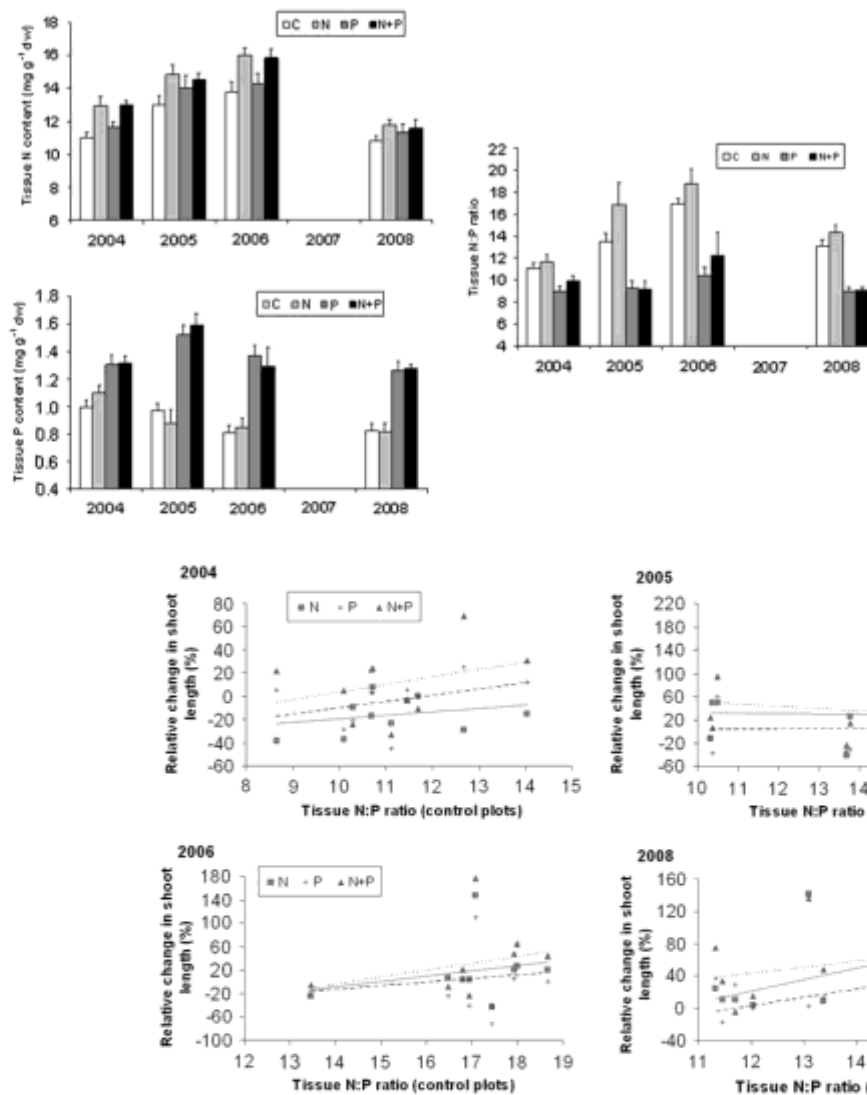 18
16
14
12
10
8
6
Tissue N content (mg g⁻¹ dw)
C N P N+P
2004 2005 2006 2007 2008
1.8
1.6
1.4
1.2
1.0
0.8
0.6
0.4
Tissue P content (mg g⁻¹ dw)
C N P N+P
2004 2005 2006 2007 2008
22
20
18
16
14
12
10
8
6
4
Tissue N:P ratio
C N P N+P
2004 2005 2006 2007 2008
2004
80
60
40
20
0
-20
-40
-60
Relative change in shoot
length (%)
N P N+P
8 9 10 11 12 13 14 15
Tissue N:P ratio (control plots)
2005
220
180
140
100
60
20
-20
-60
Relative change in shoot
length (%)
10 11 12 13 14
Tissue N:P ratio
2006
180
140
100
60
20
-20
-60
-100
Relative change in shoot
length (%)
N P N+P
12 13 14 15 16 17 18 19
Tissue N:P ratio (control plots)
2008
160
120
80
40
0
-40
Relative change in shoot
length (%)
11 12 13 14
Tissue N:P ratio (